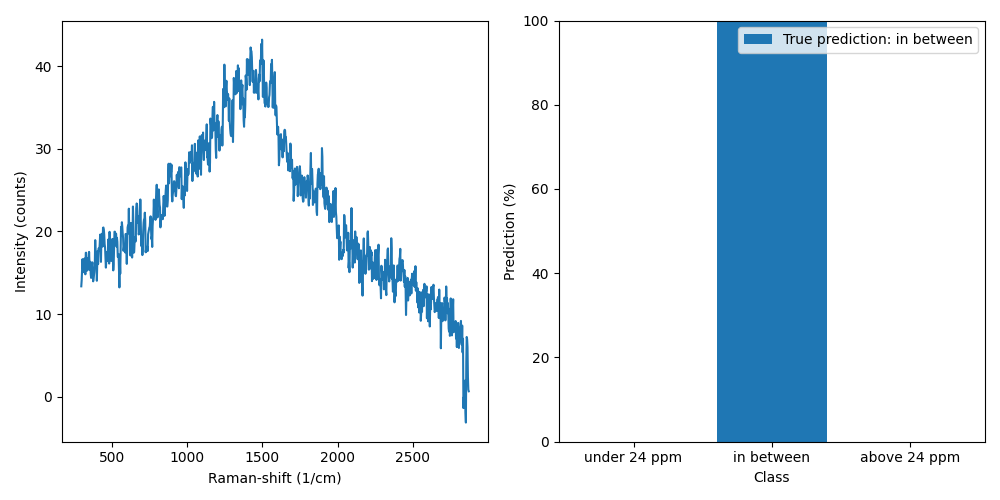 40
30
20
10
0
500 1000 1500 2000 2500
Raman-shift (1/cm)
Intensity (counts)
100
80
60
40
20
0
under 24 ppm in between above 24 ppm
Class
Prediction (%)
True prediction: in between